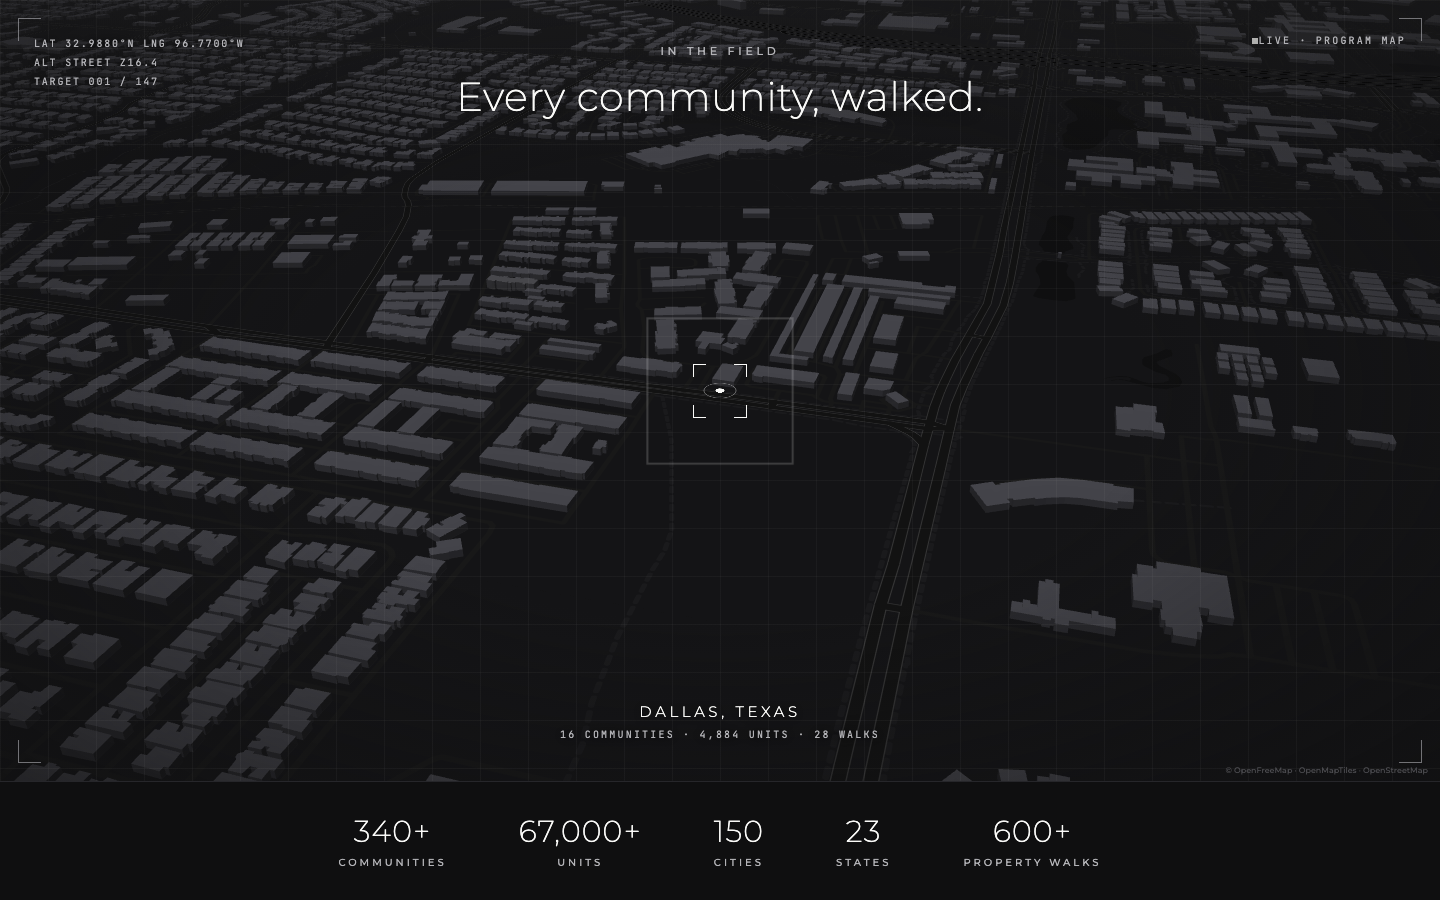 LAT 32.9880°N LNG 96.7700°W
ALT STREET Z16.4
TARGET 001 / 147
IN THE FIELD
Every community, walked.
LIVE · PROGRAM MAP
DALLAS, TEXAS
16 COMMUNITIES · 4,884 UNITS · 28 WALKS
© OpenFreeMap · OpenMapTiles · OpenStreetMap
340+
COMMUNITIES
67,000+
UNITS
150
CITIES
23
STATES
600+
PROPERTY WALKS